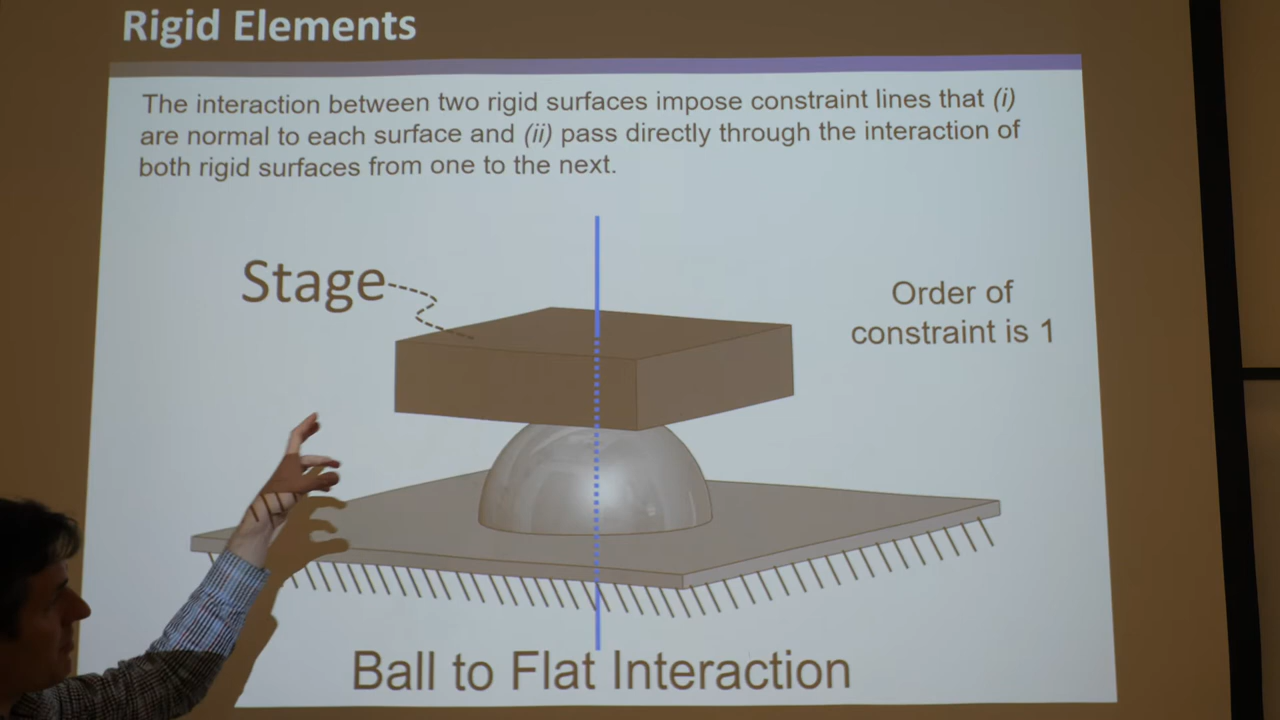 Rigid Elements
The interaction between two rigid surfaces impose constraint lines that (i)
are normal to each surface and (ii) pass directly through the interaction of
both rigid surfaces from one to the next.
Stage
Order of
constraint is 1
Ball to Flat Interaction